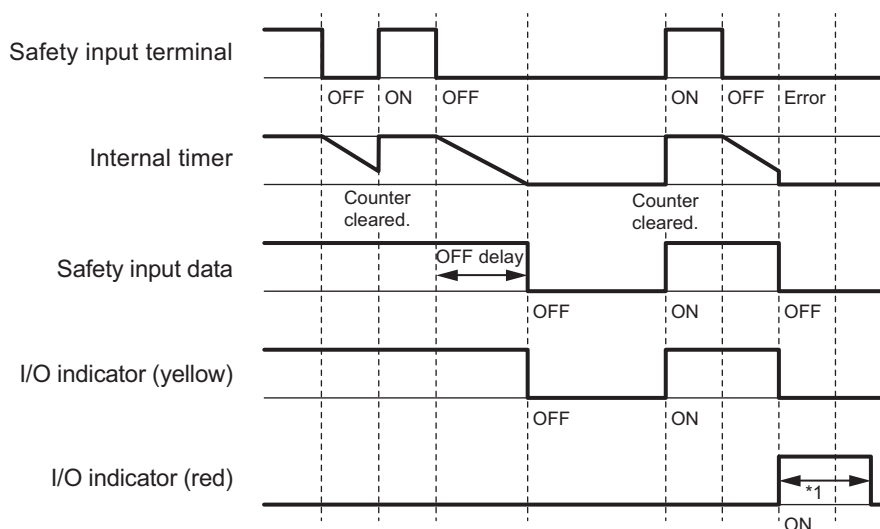 Safety input terminal
OFF ON OFF ON OFF Error
Internal timer
Counter cleared.
Counter cleared.
Safety input data
OFF delay
OFF ON OFF
I/O indicator (yellow)
OFF ON
I/O indicator (red)
*1
ON